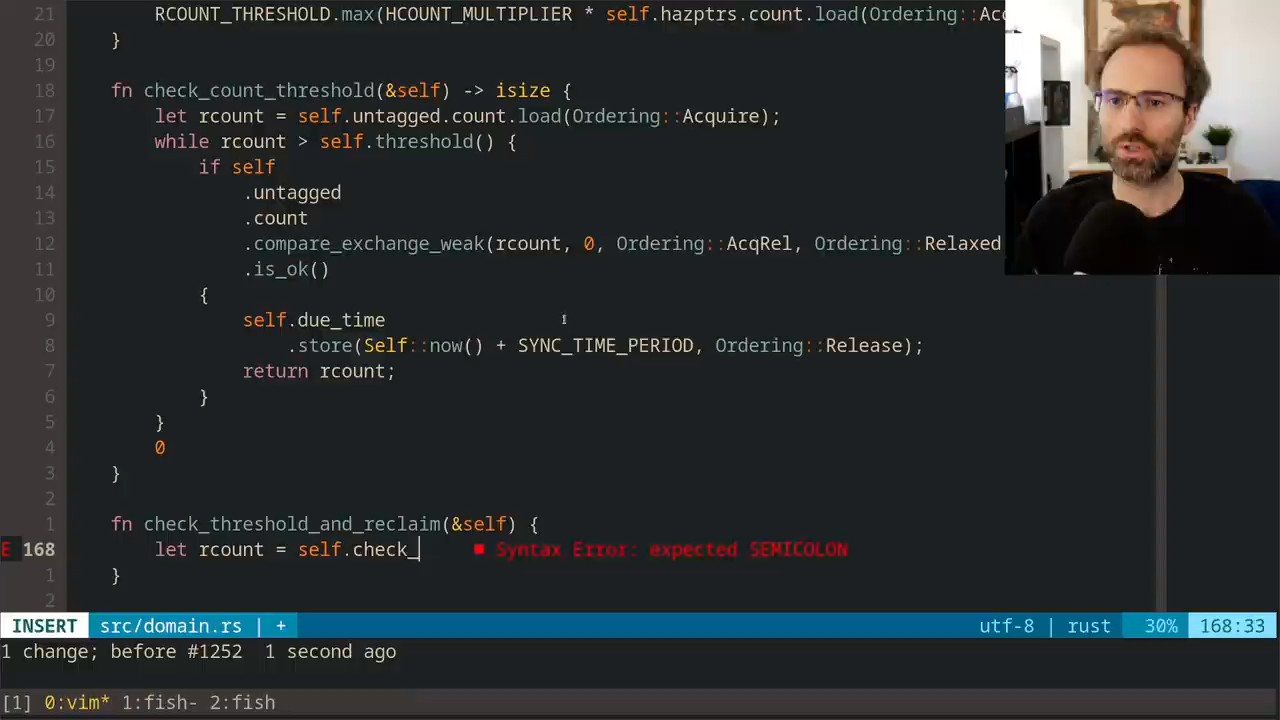 21 RCOUNT_THRESHOLD.max(HCOUNT_MULTIPLIER * self.hazptrs.count.load(Ordering::Ac
20 }
19
18 fn check_count_threshold(&self) -> isize {
17 let rcount = self.untagged.count.load(Ordering::Acquire);
16 while rcount > self.threshold() {
15 if self
14 .untagged
13 .count
12 .compare_exchange_weak(rcount, 0, Ordering::AcqRel, Ordering::Relaxed
11 .is_ok()
10 {
9 self.due_time
8 .store(Self::now() + SYNC_TIME_PERIOD, Ordering::Release);
7 return rcount;
6 }
5 }
4 0
3 }
2
1 fn check_threshold_and_reclaim(&self) {
E 168 let rcount = self.check_ ■ Syntax Error: expected SEMICOLON
1 }
2
INSERT src/domain.rs | + utf-8 | rust 30% 168:33
1 change; before #1252 1 second ago
[1] 0:vim* 1:fish- 2:fish